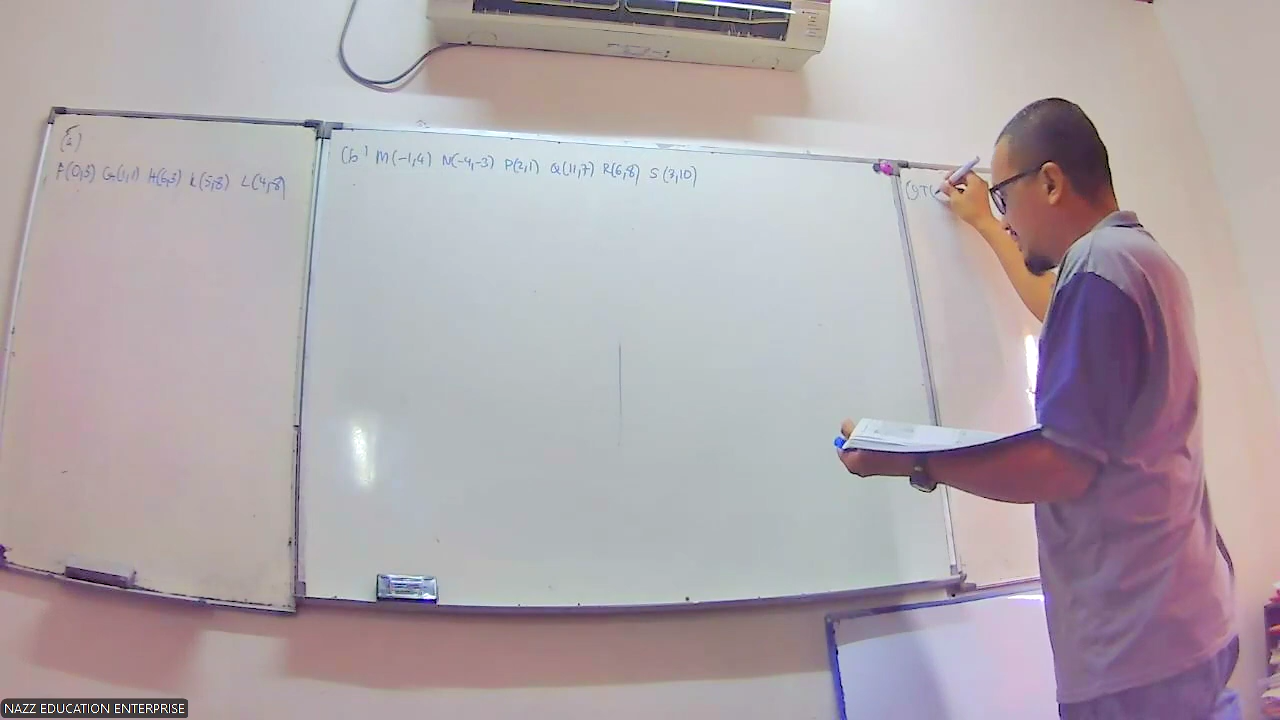 F(0,5) G(1,1) H(6,3) K(5,-8) L(4,-8)
(b) M(-1,4) N(-4,-3) P(2,1) Q(11,7) R(6,8) S(3,10)
NAZZ EDUCATION ENTERPRISE